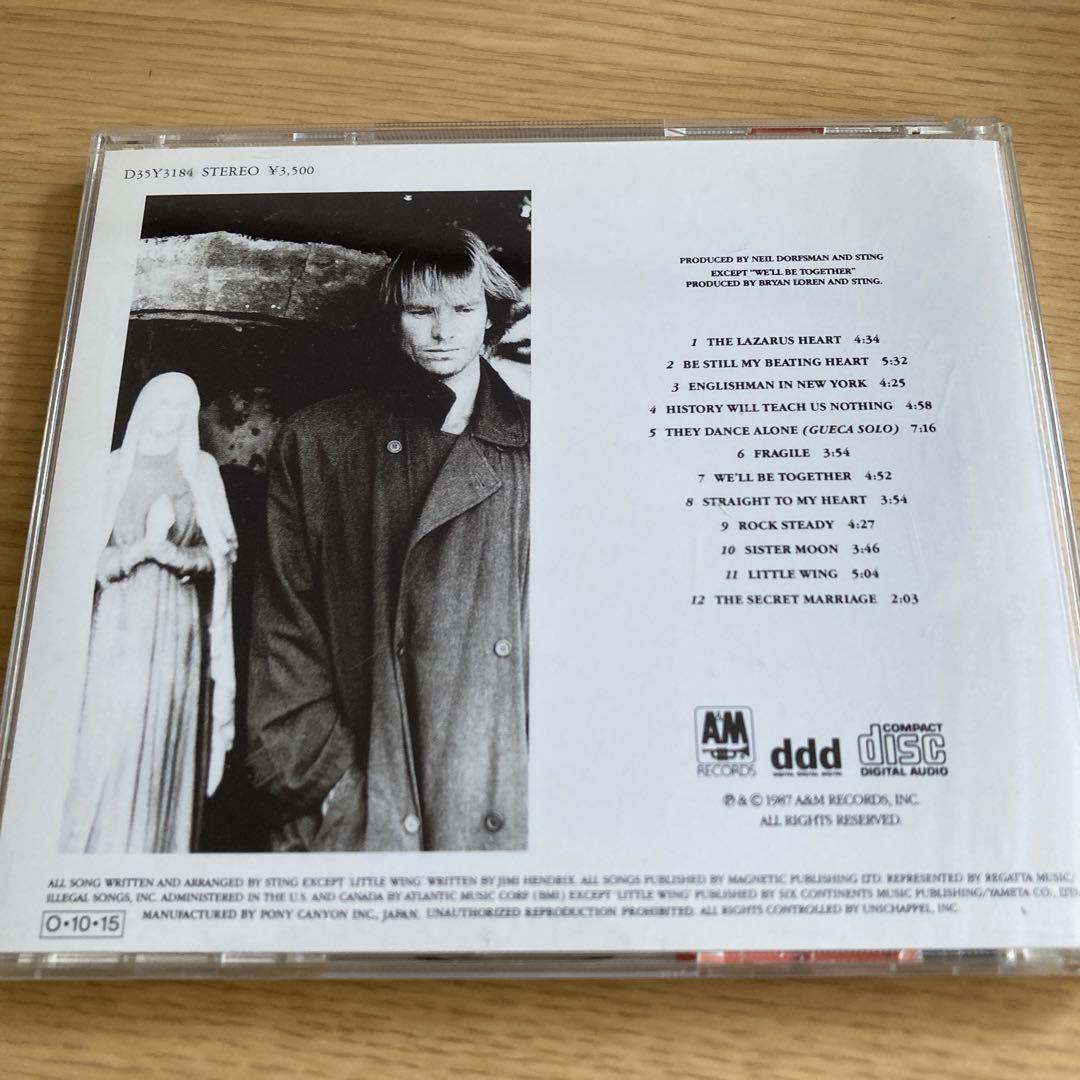 D35Y3184 STEREO ¥3,500
PRODUCED BY NEIL DORFSMAN AND STING
EXCEPT "WE'LL BE TOGETHER"
PRODUCED BY BRYAN LOREN AND STING.
1 THE LAZARUS HEART 4:34
2 BE STILL MY BEATING HEART 5:32
3 ENGLISHMAN IN NEW YORK 4:25
4 HISTORY WILL TEACH US NOTHING 4:58
5 THEY DANCE ALONE (GUECA SOLO) 7:16
6 FRAGILE 3:54
7 WE'LL BE TOGETHER 4:52
8 STRAIGHT TO MY HEART 3:54
9 ROCK STEADY 4:27
10 SISTER MOON 3:46
11 LITTLE WING 5:04
12 THE SECRET MARRIAGE 2:03
A&M
RECORDS
ddd
DIGITAL DIGITAL DIGITAL
COMPACT
disc
DIGITAL AUDIO
℗ & © 1987 A&M RECORDS, INC.
ALL RIGHTS RESERVED.
ALL SONG WRITTEN AND ARRANGED BY STING EXCEPT 'LITTLE WING' WRITTEN BY JIMI HENDRIX. ALL SONGS PUBLISHED BY MAGNETIC PUBLISHING LTD. REPRESENTED BY REGATTA MUSIC/
ILLEGAL SONGS, INC ADMINISTERED IN THE U.S. AND CANADA BY ATLANTIC MUSIC CORP (BMI) EXCEPT 'LITTLE WING' PUBLISHED BY SIX CONTINENTS MUSIC PUBLISHING/YAMETA CO., LTD.
MANUFACTURED BY PONY CANYON INC., JAPAN. UNAUTHORIZED REPRODUCTION PROHIBITED. ALL RIGHTS CONTROLLED BY UNICHAPPEL, INC.
O•10•15